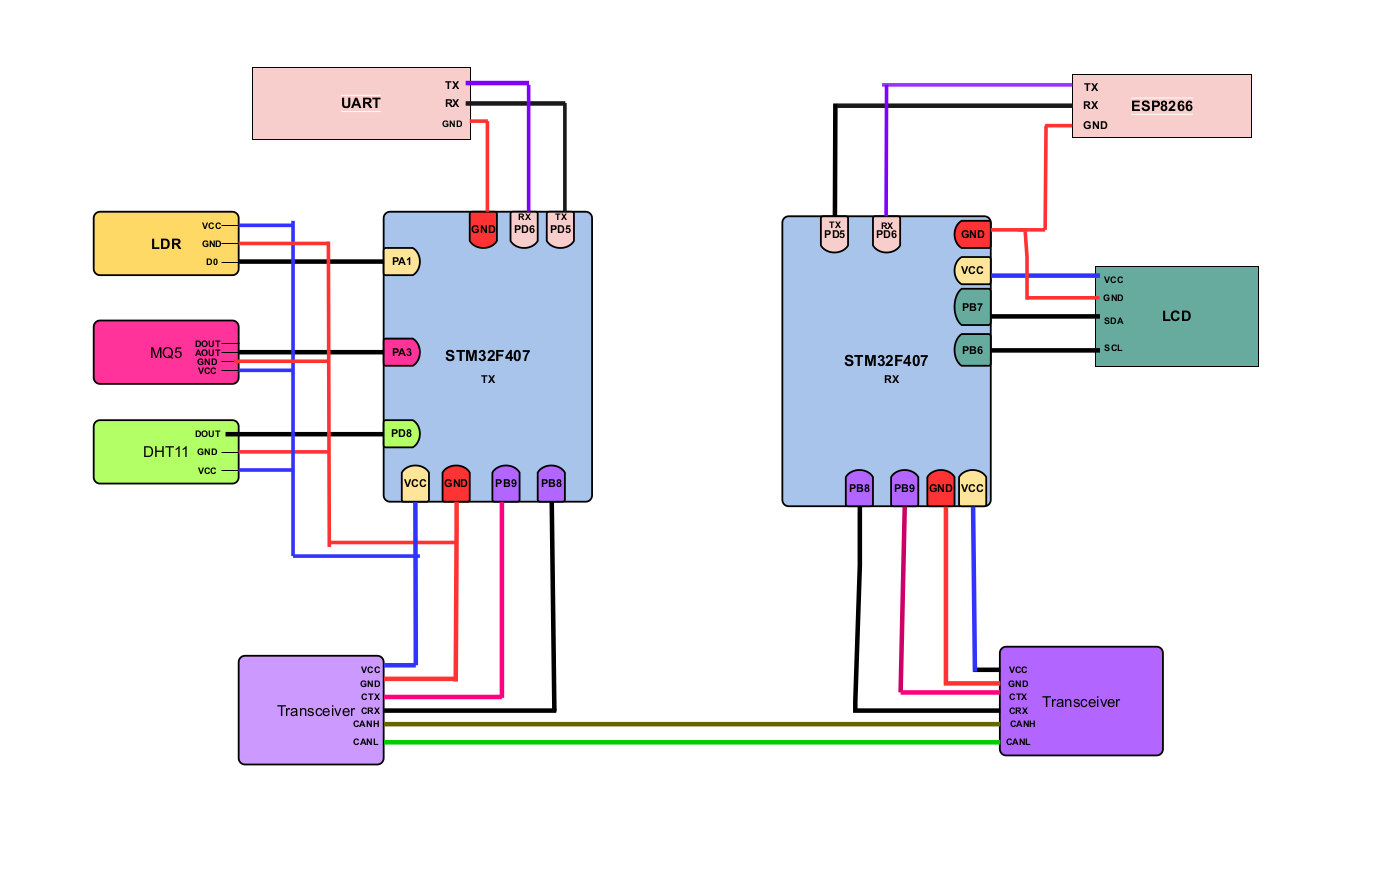 UART
TX
RX
GND
TX
RX
GND
ESP8266
LDR
VCC
GND
D0
GND
RX
PD6
TX
PD5
PA1
MQ5
DOUT
AOUT
GND
VCC
PA3
STM32F407
TX
DHT11
DOUT
GND
VCC
PD8
VCC
GND
PB9
PB8
TX
PD5
RX
PD6
GND
VCC
PB7
PB6
STM32F407
RX
VCC
GND
SDA
SCL
LCD
PB8
PB9
GND
VCC
Transceiver
VCC
GND
CTX
CRX
CANH
CANL
VCC
GND
CTX
CRX
CANH
CANL
Transceiver